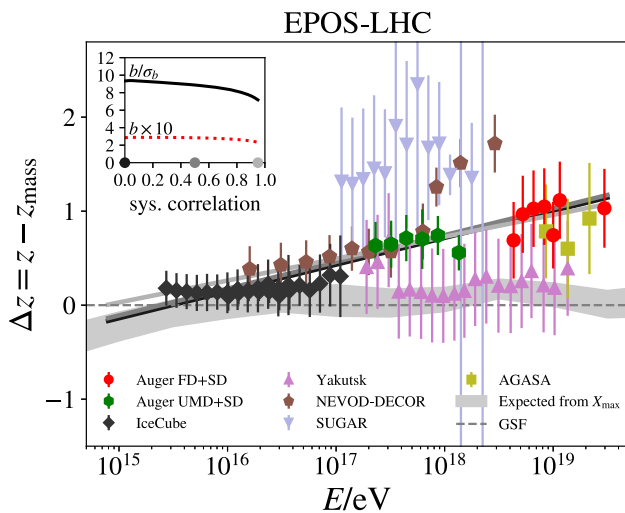 EPOS-LHC
Δz = z − z_mass
2
1
0
−1
12
10
8
6
4
2
0
b/σ_b
b × 10
0.0 0.2 0.4 0.6 0.8 1.0
sys. correlation
Auger FD+SD
Auger UMD+SD
IceCube
Yakutsk
NEVOD-DECOR
SUGAR
AGASA
Expected from X_max
GSF
10^15 10^16 10^17 10^18 10^19
E/eV